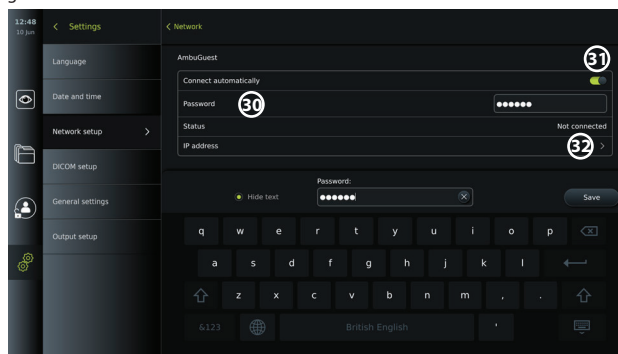 12:48
10 Jun
Settings
Network
Language
Date and time
Network setup
DICOM setup
General settings
Output setup
AmbuGuest
31
Connect automatically
Password
30
●●●●●●
Status
Not connected
IP address
32
Password:
Hide text
●●●●●●
Save
q w e r t y u i o p
a s d f g h j k l
z x c v b n m , .
&123
British English
'